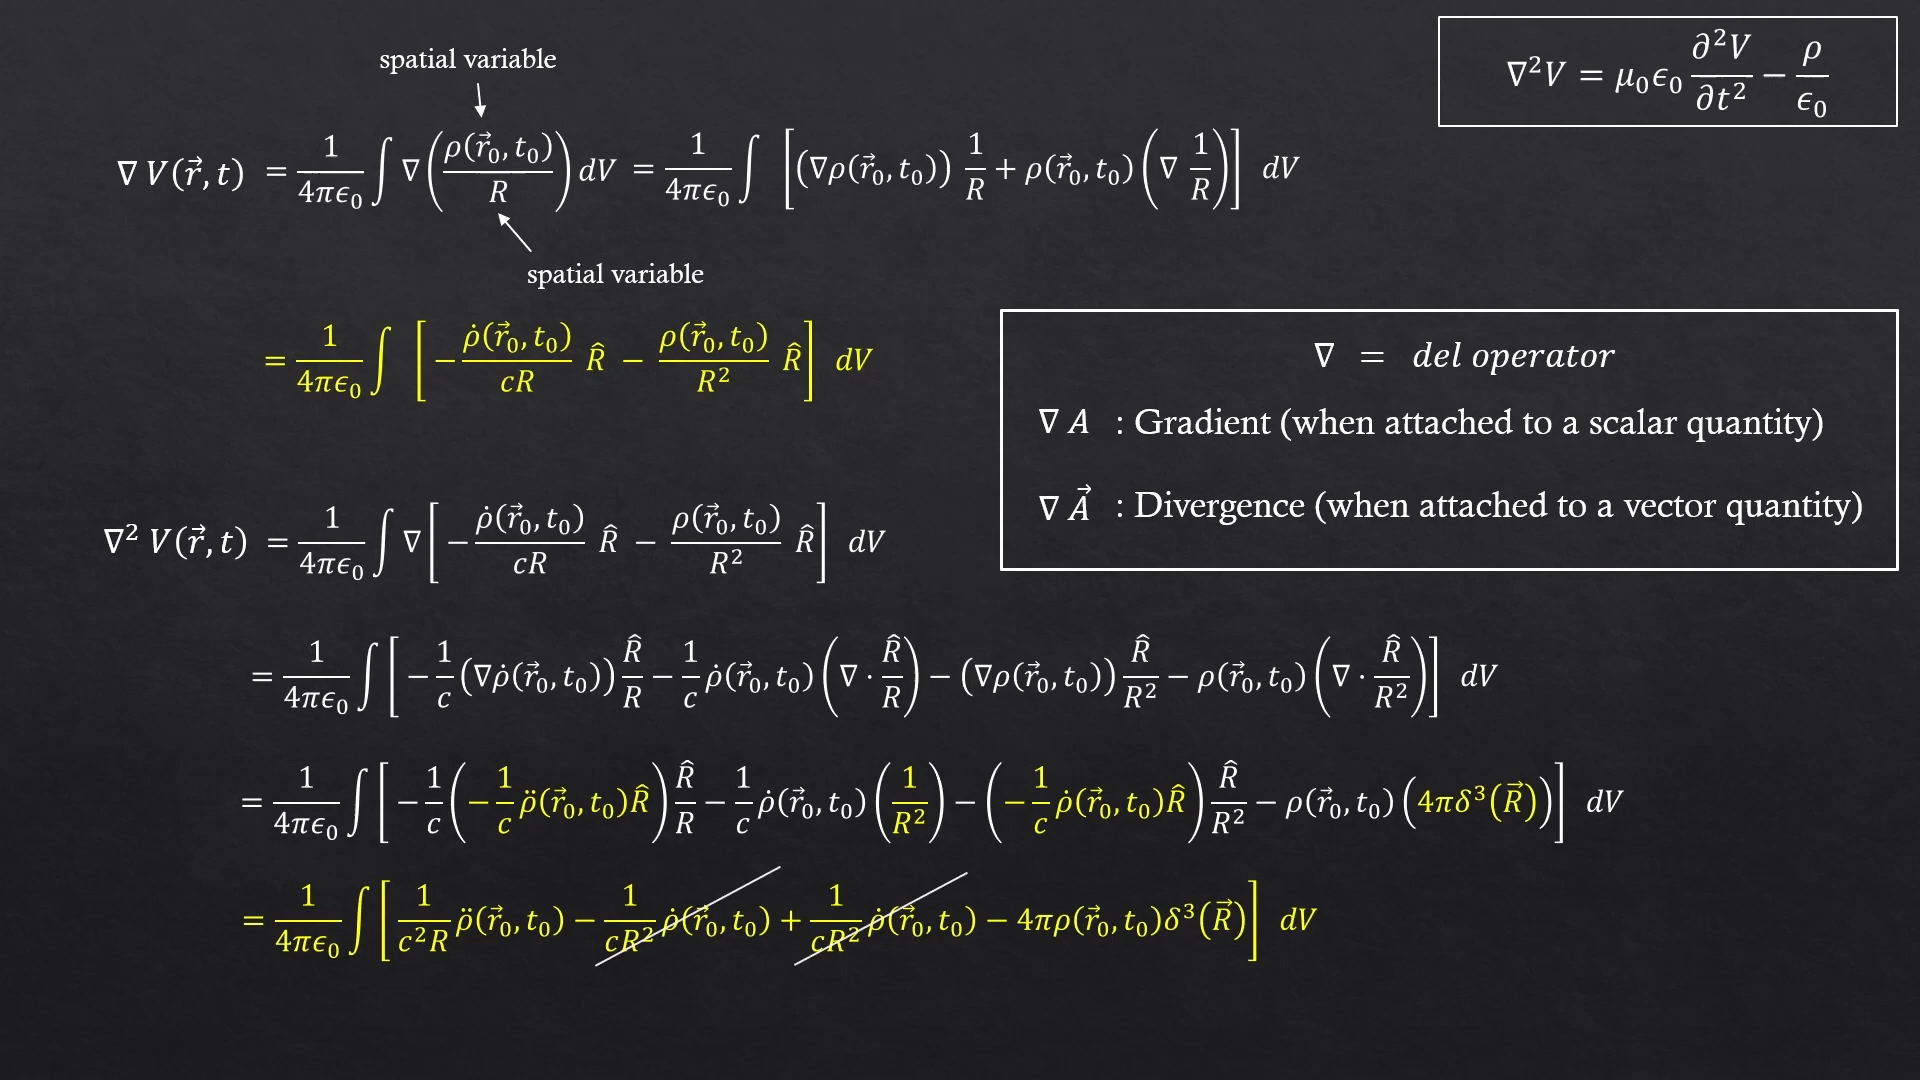 spatial variable
∇²V = μ₀ϵ₀ ∂²V/∂t² − ρ/ϵ₀
∇ V(r⃗, t) = 1/(4πϵ₀) ∫ ∇ (ρ(r⃗₀, t₀)/R) dV = 1/(4πϵ₀) ∫ [(∇ρ(r⃗₀, t₀)) 1/R + ρ(r⃗₀, t₀) (∇ 1/R)] dV
spatial variable
= 1/(4πϵ₀) ∫ [− ρ̇(r⃗₀, t₀)/(cR) R̂ − ρ(r⃗₀, t₀)/R² R̂] dV
∇ = del operator
∇ A : Gradient (when attached to a scalar quantity)
∇ A⃗ : Divergence (when attached to a vector quantity)
∇² V(r⃗, t) = 1/(4πϵ₀) ∫ ∇ [− ρ̇(r⃗₀, t₀)/(cR) R̂ − ρ(r⃗₀, t₀)/R² R̂] dV
= 1/(4πϵ₀) ∫ [− 1/c (∇ρ̇(r⃗₀, t₀)) R̂/R − 1/c ρ̇(r⃗₀, t₀) (∇ · R̂/R) − (∇ρ(r⃗₀, t₀)) R̂/R² − ρ(r⃗₀, t₀) (∇ · R̂/R²)] dV
= 1/(4πϵ₀) ∫ [− 1/c (− 1/c ρ̈(r⃗₀, t₀)R̂) R̂/R − 1/c ρ̇(r⃗₀, t₀) (1/R²) − (− 1/c ρ̇(r⃗₀, t₀)R̂) R̂/R² − ρ(r⃗₀, t₀) (4πδ³(R⃗))] dV
= 1/(4πϵ₀) ∫ [1/(c²R) ρ̈(r⃗₀, t₀) − 1/(cR²) ρ̇(r⃗₀, t₀) + 1/(cR²) ρ̇(r⃗₀, t₀) − 4πρ(r⃗₀, t₀)δ³(R⃗)] dV